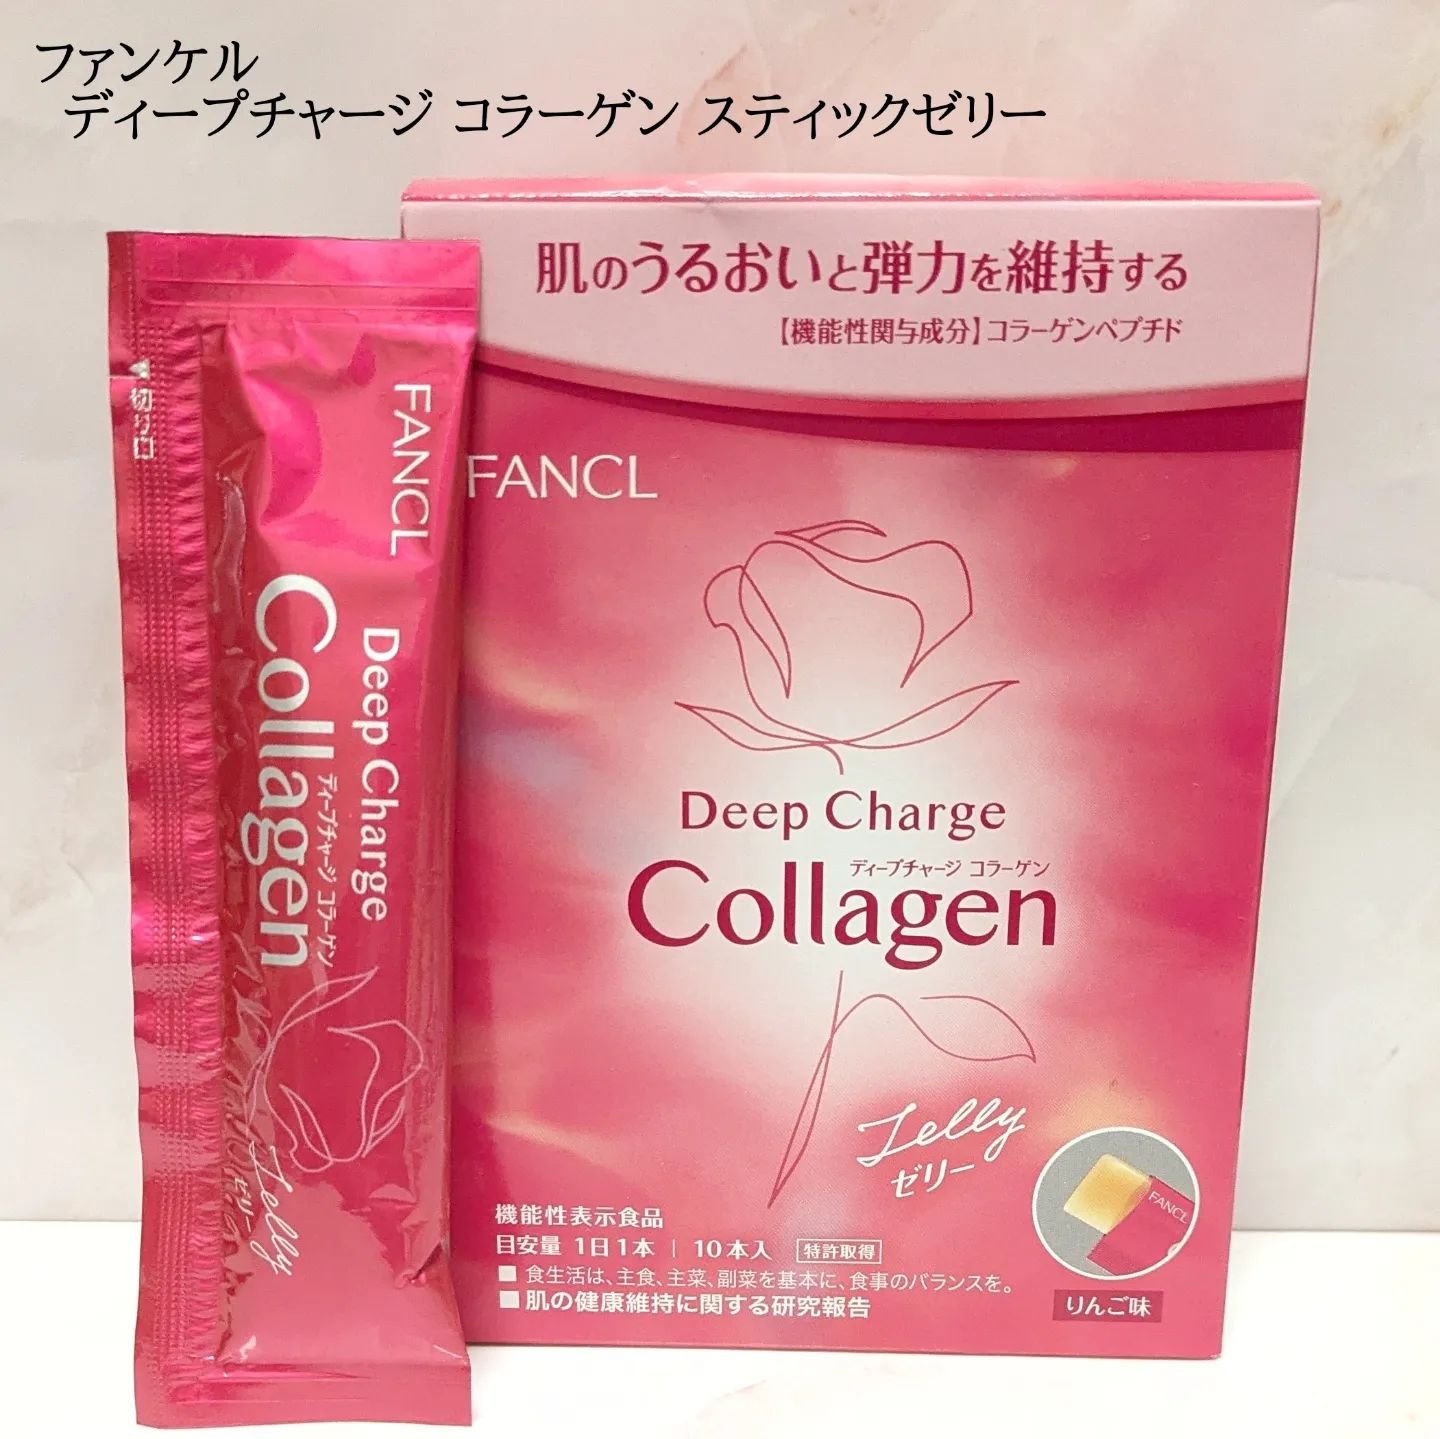 ファンケル
ディープチャージ コラーゲン スティックゼリー
肌のうるおいと弾力を維持する
【機能性関与成分】コラーゲンペプチド
FANCL
Deep Charge
ディープチャージ コラーゲン
Collagen
Jelly
ゼリー
FANCL
りんご味
機能性表示食品
目安量 1日1本 | 10本入 特許取得
■ 食生活は、主食、主菜、副菜を基本に、食事のバランスを。
■ 肌の健康維持に関する研究報告
▼切り口
FANCL
Deep Charge
ディープチャージ コラーゲン
Collagen
Jelly
ゼリー